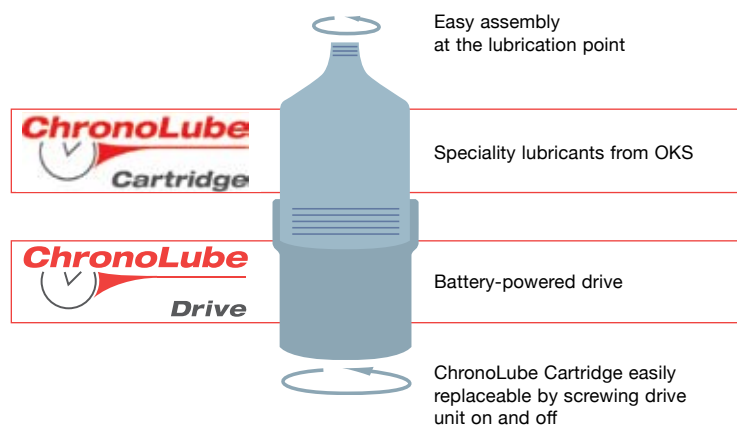 Easy assembly
at the lubrication point
ChronoLube
Cartridge
Speciality lubricants from OKS
ChronoLube
Drive
Battery-powered drive
ChronoLube Cartridge easily
replaceable by screwing drive
unit on and off